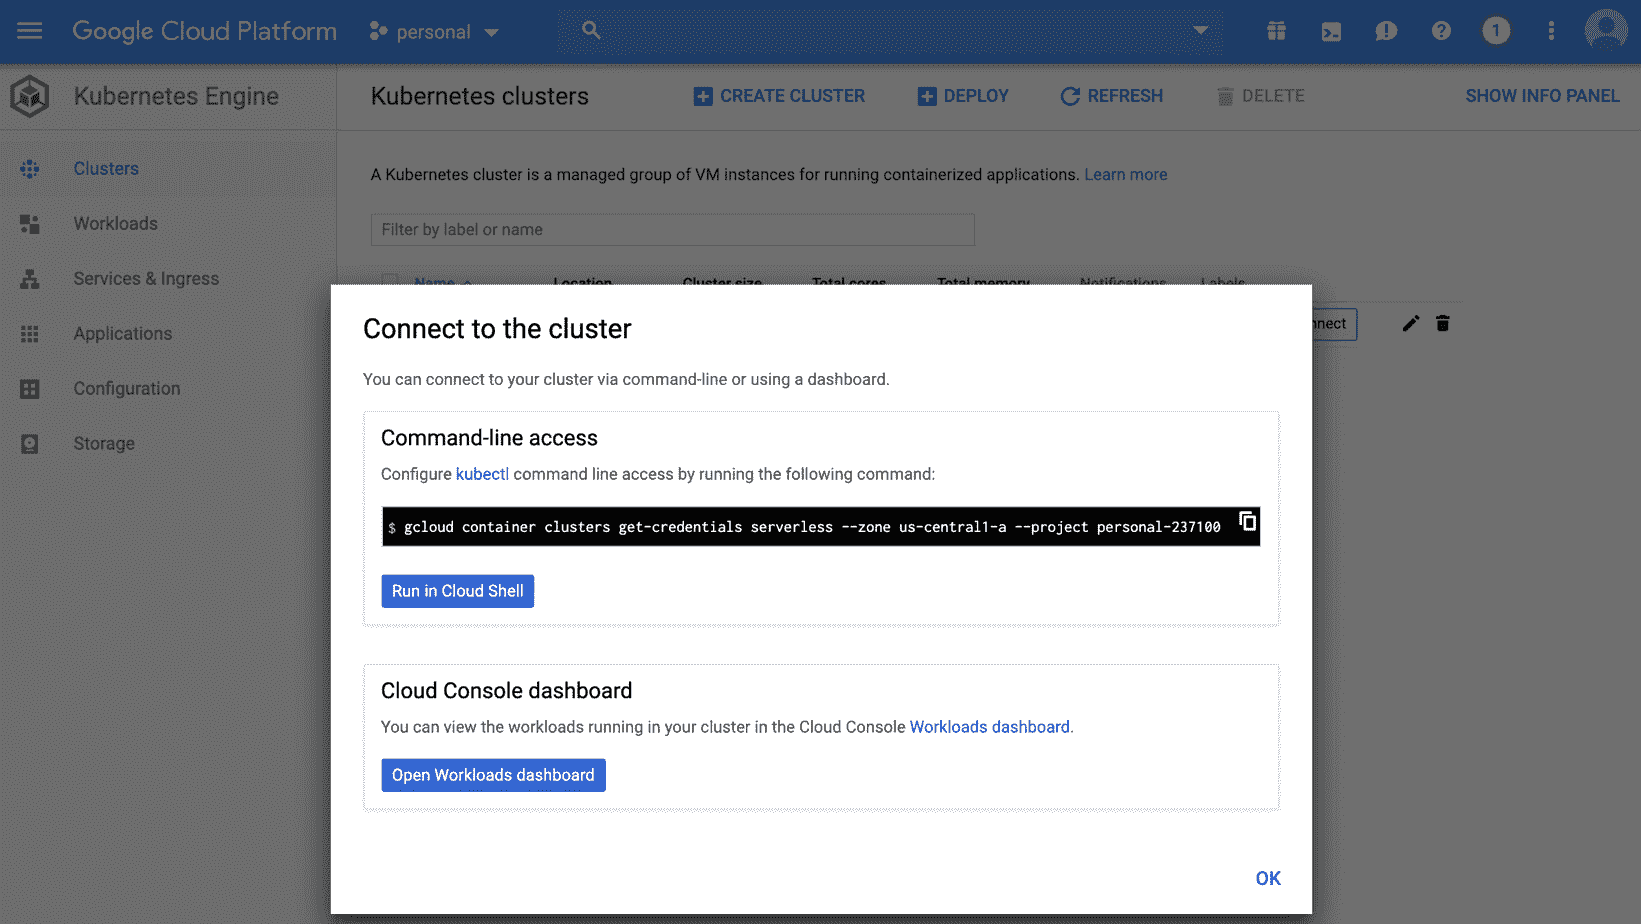 Google Cloud Platform
personal
1
Kubernetes Engine
Kubernetes clusters
CREATE CLUSTER
DEPLOY
REFRESH
DELETE
SHOW INFO PANEL
Clusters
Workloads
Services & Ingress
Applications
Configuration
Storage
A Kubernetes cluster is a managed group of VM instances for running containerized applications. Learn more
Filter by label or name
Name Location Cluster size Total cores Total memory Notifications Labels
nnect
Connect to the cluster
You can connect to your cluster via command-line or using a dashboard.
Command-line access
Configure kubectl command line access by running the following command:
$ gcloud container clusters get-credentials serverless --zone us-central1-a --project personal-237100
Run in Cloud Shell
Cloud Console dashboard
You can view the workloads running in your cluster in the Cloud Console Workloads dashboard.
Open Workloads dashboard
OK